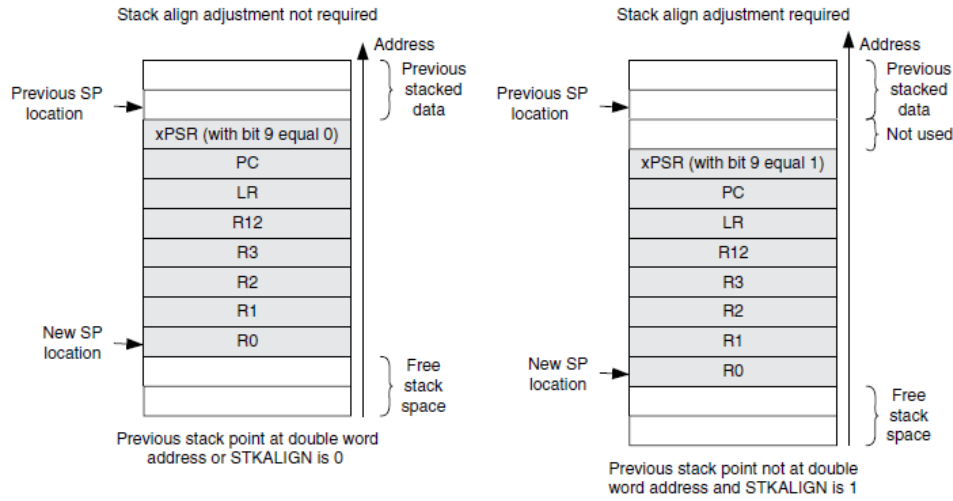 Stack align adjustment not required
Address
Previous
stacked
data
Previous SP
location
xPSR (with bit 9 equal 0)
PC
LR
R12
R3
R2
R1
R0
New SP
location
Free
stack
space
Previous stack point at double word
address or STKALIGN is 0
Stack align adjustment required
Address
Previous
stacked
data
Previous SP
location
Not used
xPSR (with bit 9 equal 1)
PC
LR
R12
R3
R2
R1
R0
New SP
location
Free
stack
space
Previous stack point not at double
word address and STKALIGN is 1